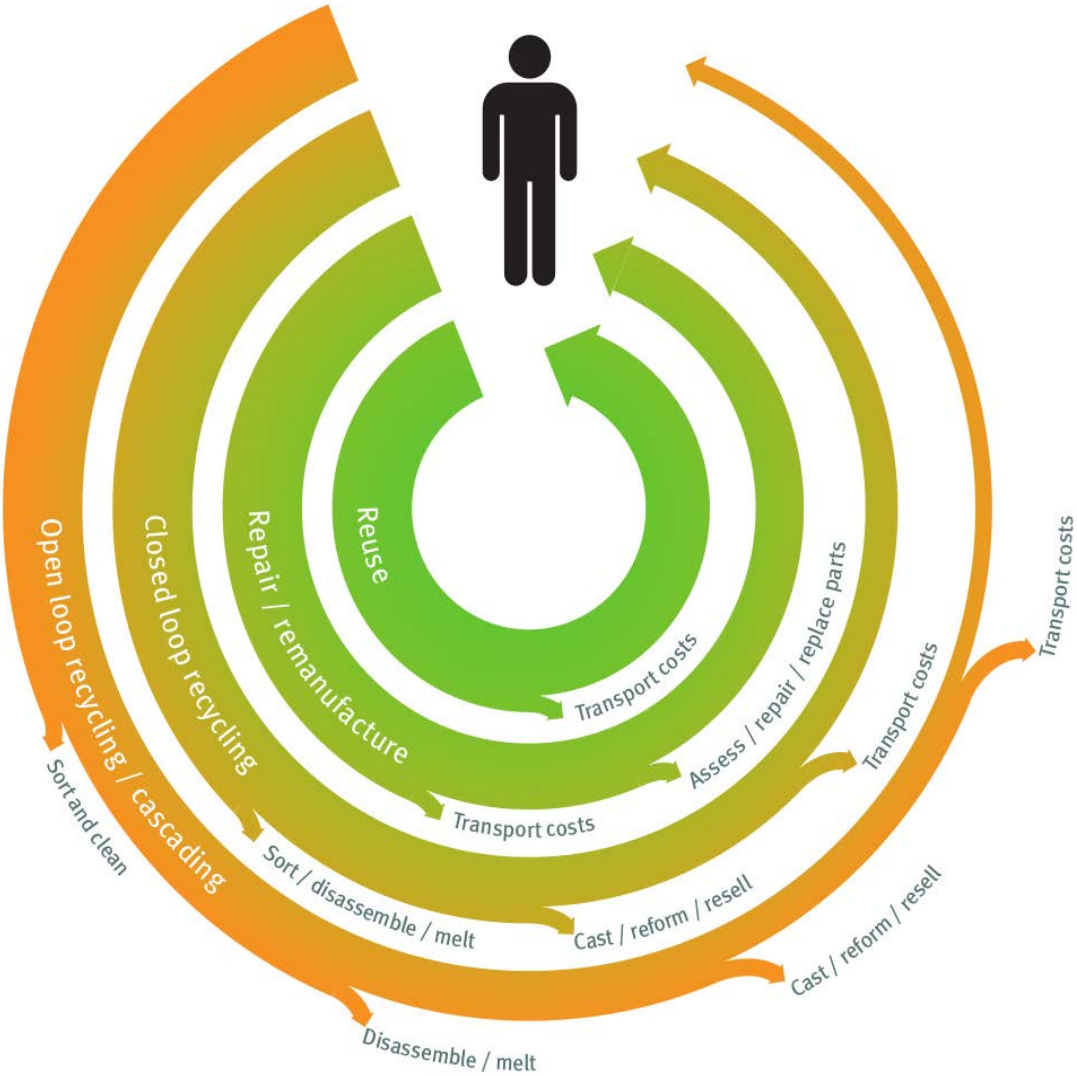 Reuse
Transport costs
Repair / remanufacture
Transport costs
Assess / repair / replace parts
Closed loop recycling
Sort / disassemble / melt
Cast / reform / resell
Transport costs
Open loop recycling / cascading
Sort and clean
Disassemble / melt
Cast / reform / resell
Transport costs